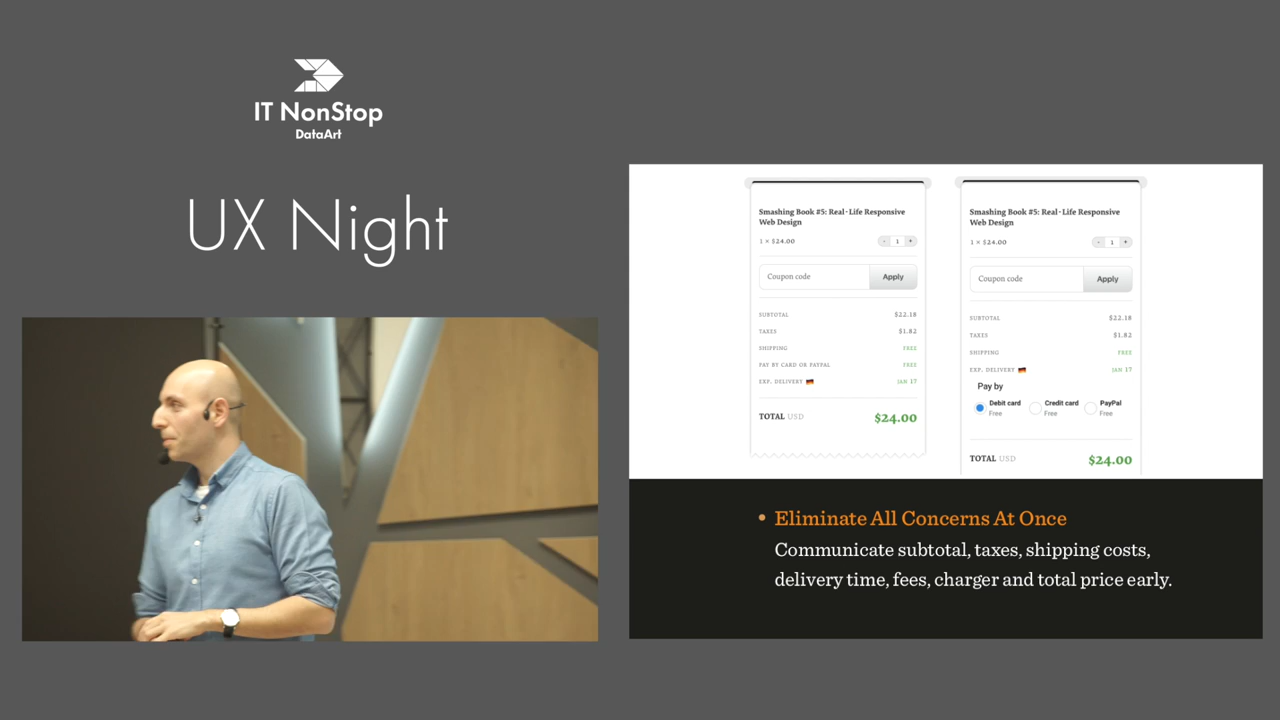 IT NonStop
DataArt
UX Night
Smashing Book #5: Real-Life Responsive
Web Design
1 × $24.00
- 1 +
Coupon code
Apply
SUBTOTAL $22.18
TAXES $1.82
SHIPPING FREE
PAY BY CARD OR PAYPAL FREE
EXP. DELIVERY JAN 17
TOTAL USD $24.00
Smashing Book #5: Real-Life Responsive
Web Design
1 × $24.00
- 1 +
Coupon code
Apply
SUBTOTAL $22.18
TAXES $1.82
SHIPPING FREE
EXP. DELIVERY JAN 17
Pay by
Debit card Credit card PayPal
Free Free Free
TOTAL USD $24.00
• Eliminate All Concerns At Once
Communicate subtotal, taxes, shipping costs,
delivery time, fees, charger and total price early.